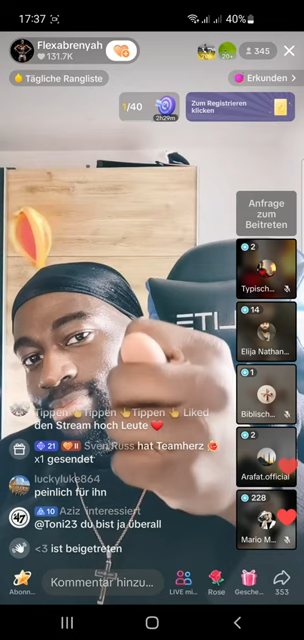 17:37
40%
Flexabrenyah
131.7K
345
20+
Tägliche Rangliste
Erkunden >
1/40
2h29m
Zum Registrieren
klicken
Anfrage
zum
Beitreten
2
Typisch...
14
Elija Nathan...
1
Biblisch...
2
Arafat.official
228
Mario M...
ETI
Tippen Tippen Tippen Liked
den Stream hoch Leute
21 II Sven Russ hat Teamherz
x1 gesendet
luckyluke864
peinlich für ihn
10 Aziz interessiert
@Toni23 du bist ja überall
<3 ist beigetreten
Abonn...
Kommentar hinzu...
LIVE mi...
Rose
Gesche...
353